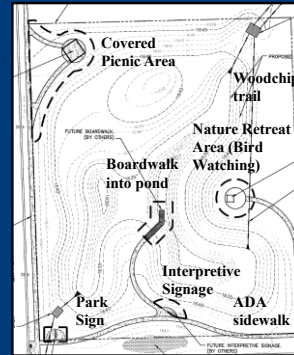 Covered
Picnic Area
PROPOSED
Woodchip
trail
FUTURE BOARDWALK.
(BY OTHERS)
Nature Retreat
Area (Bird
Watching)
Boardwalk
into pond
Interpretive
Signage
Park
Sign
ADA
sidewalk
FUTURE INTERPRETIVE SIGNAGE.
(BY OTHERS)